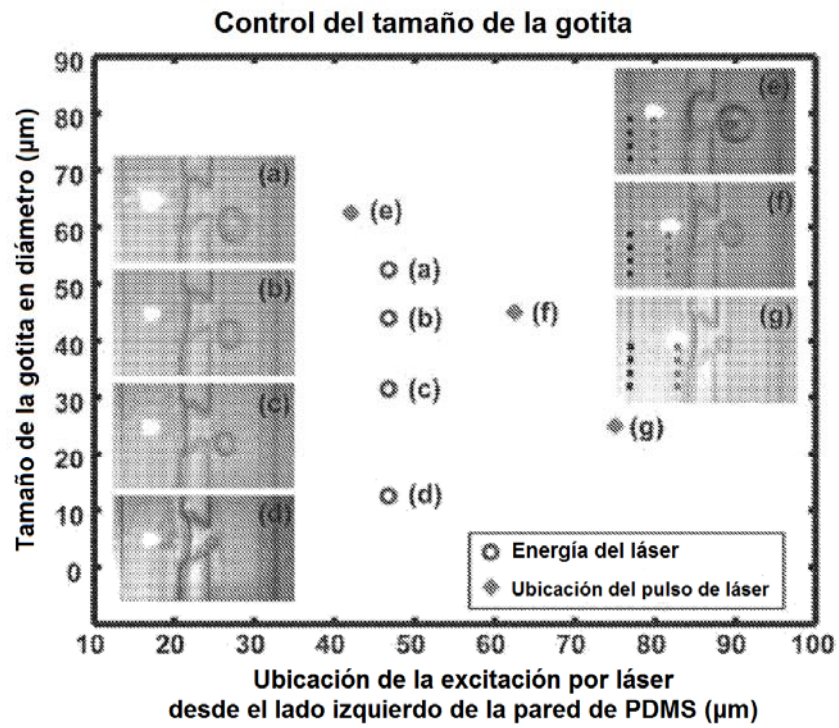 Control del tamaño de la gotita
Tamaño de la gotita en diámetro (µm)
90
80
70
60
50
40
30
20
10
0
(a)
(b)
(c)
(d)
(e)
(f)
(g)
(e)
(a)
(b)
(f)
(c)
(g)
(d)
Energía del láser
Ubicación del pulso de láser
10 20 30 40 50 60 70 80 90 100
Ubicación de la excitación por láser
desde el lado izquierdo de la pared de PDMS (µm)